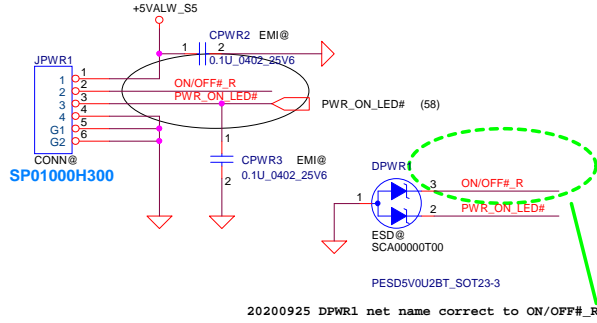 +5VALW_S5
CPWR2 EMI@
1 2
0.1U_0402_25V6
JPWR1
1 1
2 2 ON/OFF#_R
3 3 PWR_ON_LED#
4 4
G1 5
G2 6
PWR_ON_LED# (58)
CONN@
SP01000H300
1
CPWR3 EMI@
0.1U_0402_25V6
2
DPWR1
3 ON/OFF#_R
1
2 PWR_ON_LED#
ESD@
SCA00000T00
PESD5V0U2BT_SOT23-3
20200925 DPWR1 net name correct to ON/OFF#_R